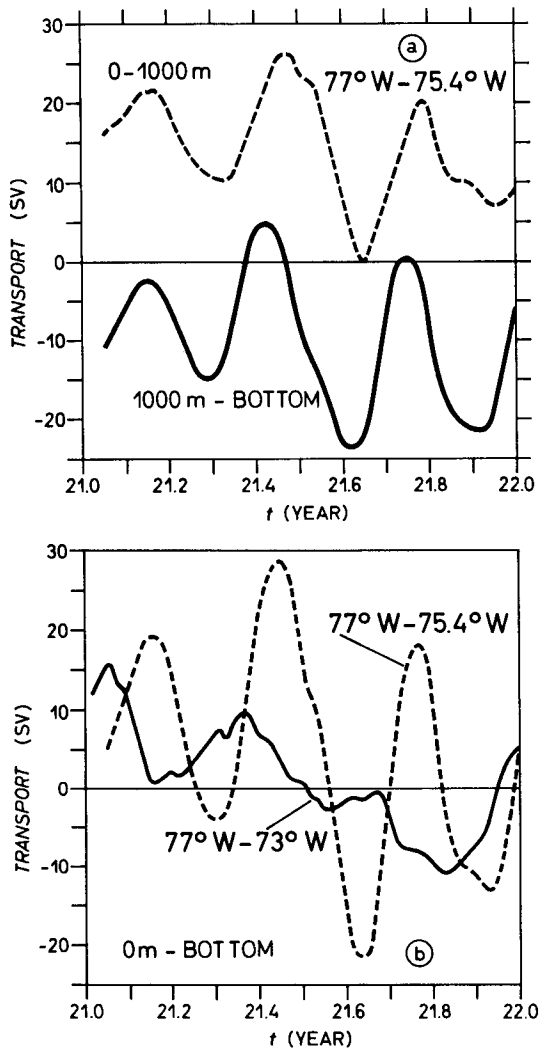 30
20
10
0
-10
-20
TRANSPORT (SV)
0-1000 m
a
77° W-75.4° W
1000 m - BOTTOM
21.0 21.2 21.4 21.6 21.8 22.0
t (YEAR)
30
20
10
0
-10
-20
TRANSPORT (SV)
77° W-75.4° W
77° W-73° W
0m - BOTTOM
b
21.0 21.2 21.4 21.6 21.8 22.0
t (YEAR)